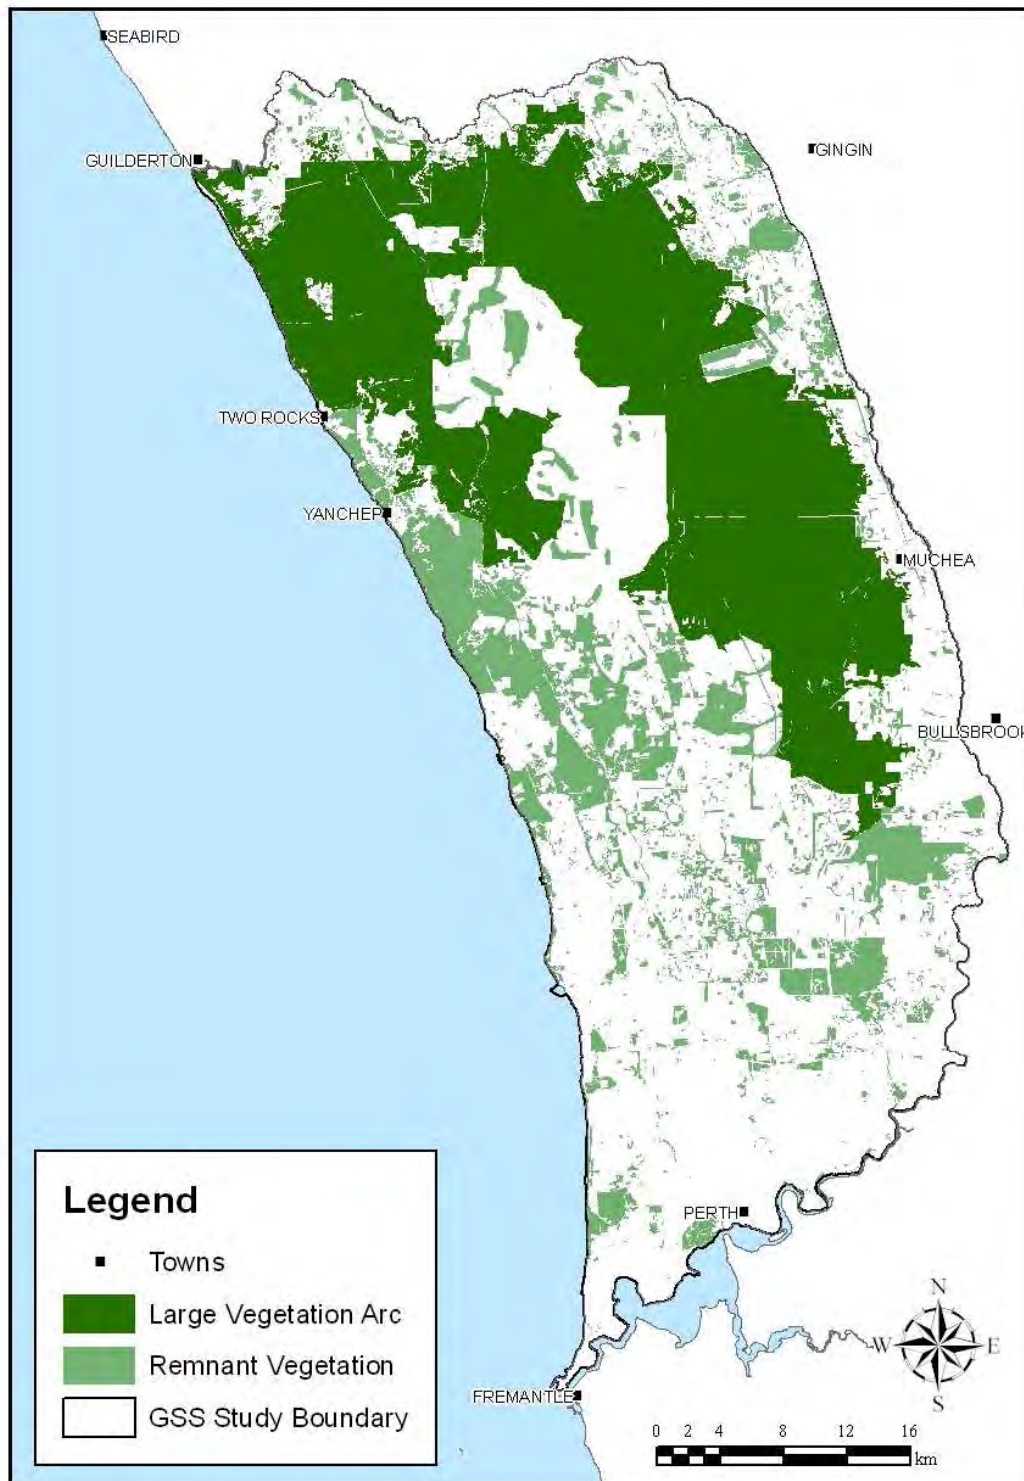 SEABIRD
GUILDERTON
GINGIN
TWO ROCKS
YANCHEP
MUCHEA
BULLSBROOK
PERTH
FREMANTLE
Legend
Towns
Large Vegetation Arc
Remnant Vegetation
GSS Study Boundary
N
W E
S
0 2 4 8 12 16
km